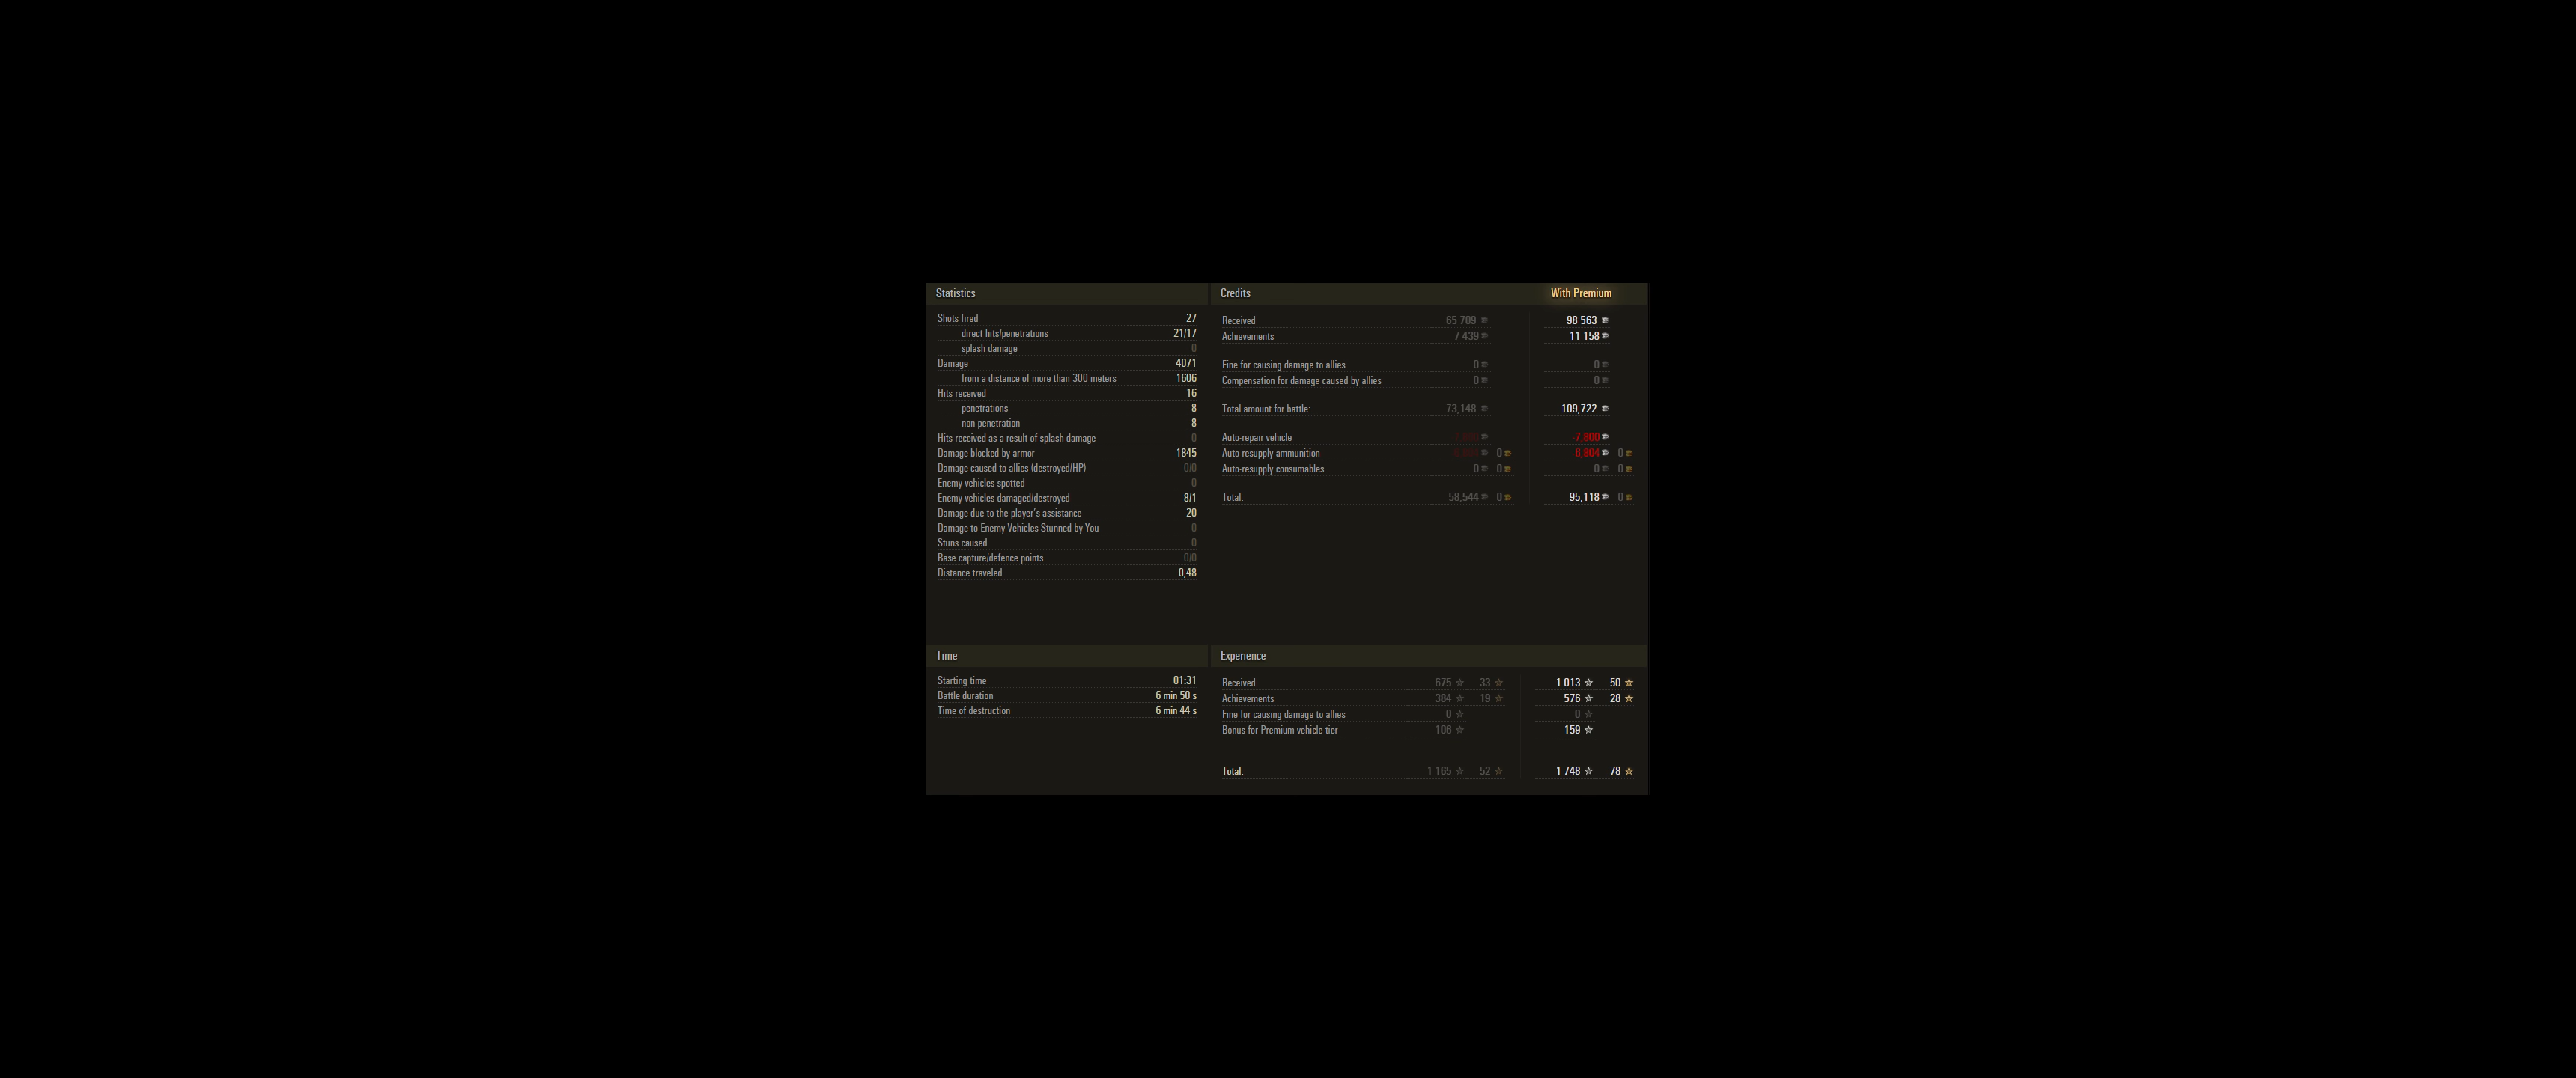 Statistics
Shots fired 27
direct hits/penetrations 21/17
splash damage 0
Damage 4071
from a distance of more than 300 meters 1606
Hits received 16
penetrations 8
non-penetration 8
Hits received as a result of splash damage 0
Damage blocked by armor 1845
Damage caused to allies (destroyed/HP) 0/0
Enemy vehicles spotted 0
Enemy vehicles damaged/destroyed 8/1
Damage due to the player's assistance 20
Damage to Enemy Vehicles Stunned by You 0
Stuns caused 0
Base capture/defence points 0/0
Distance traveled 0,48
Credits With Premium
Received 65 709 98 563
Achievements 7 439 11 158
Fine for causing damage to allies 0 0
Compensation for damage caused by allies 0 0
Total amount for battle: 73,148 109,722
Auto-repair vehicle -7,800
Auto-resupply ammunition 0 -6,804 0
Auto-resupply consumables 0 0 0 0
Total: 58,544 0 95,118 0
Time
Starting time 01:31
Battle duration 6 min 50 s
Time of destruction 6 min 44 s
Experience
Received 675 33 1 013 50
Achievements 384 19 576 28
Fine for causing damage to allies 0 0
Bonus for Premium vehicle tier 106 159
Total: 1 165 52 1 748 78